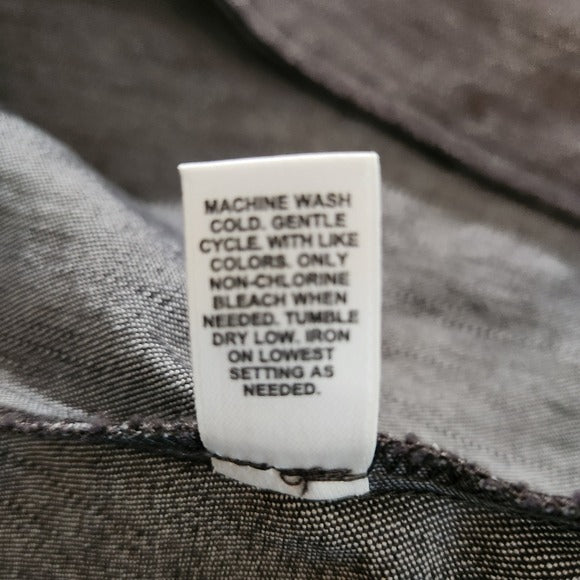 MACHINE WASH
COLD. GENTLE
CYCLE. WITH LIKE
COLORS. ONLY
NON-CHLORINE
BLEACH WHEN
NEEDED. TUMBLE
DRY LOW. IRON
ON LOWEST
SETTING AS
NEEDED.